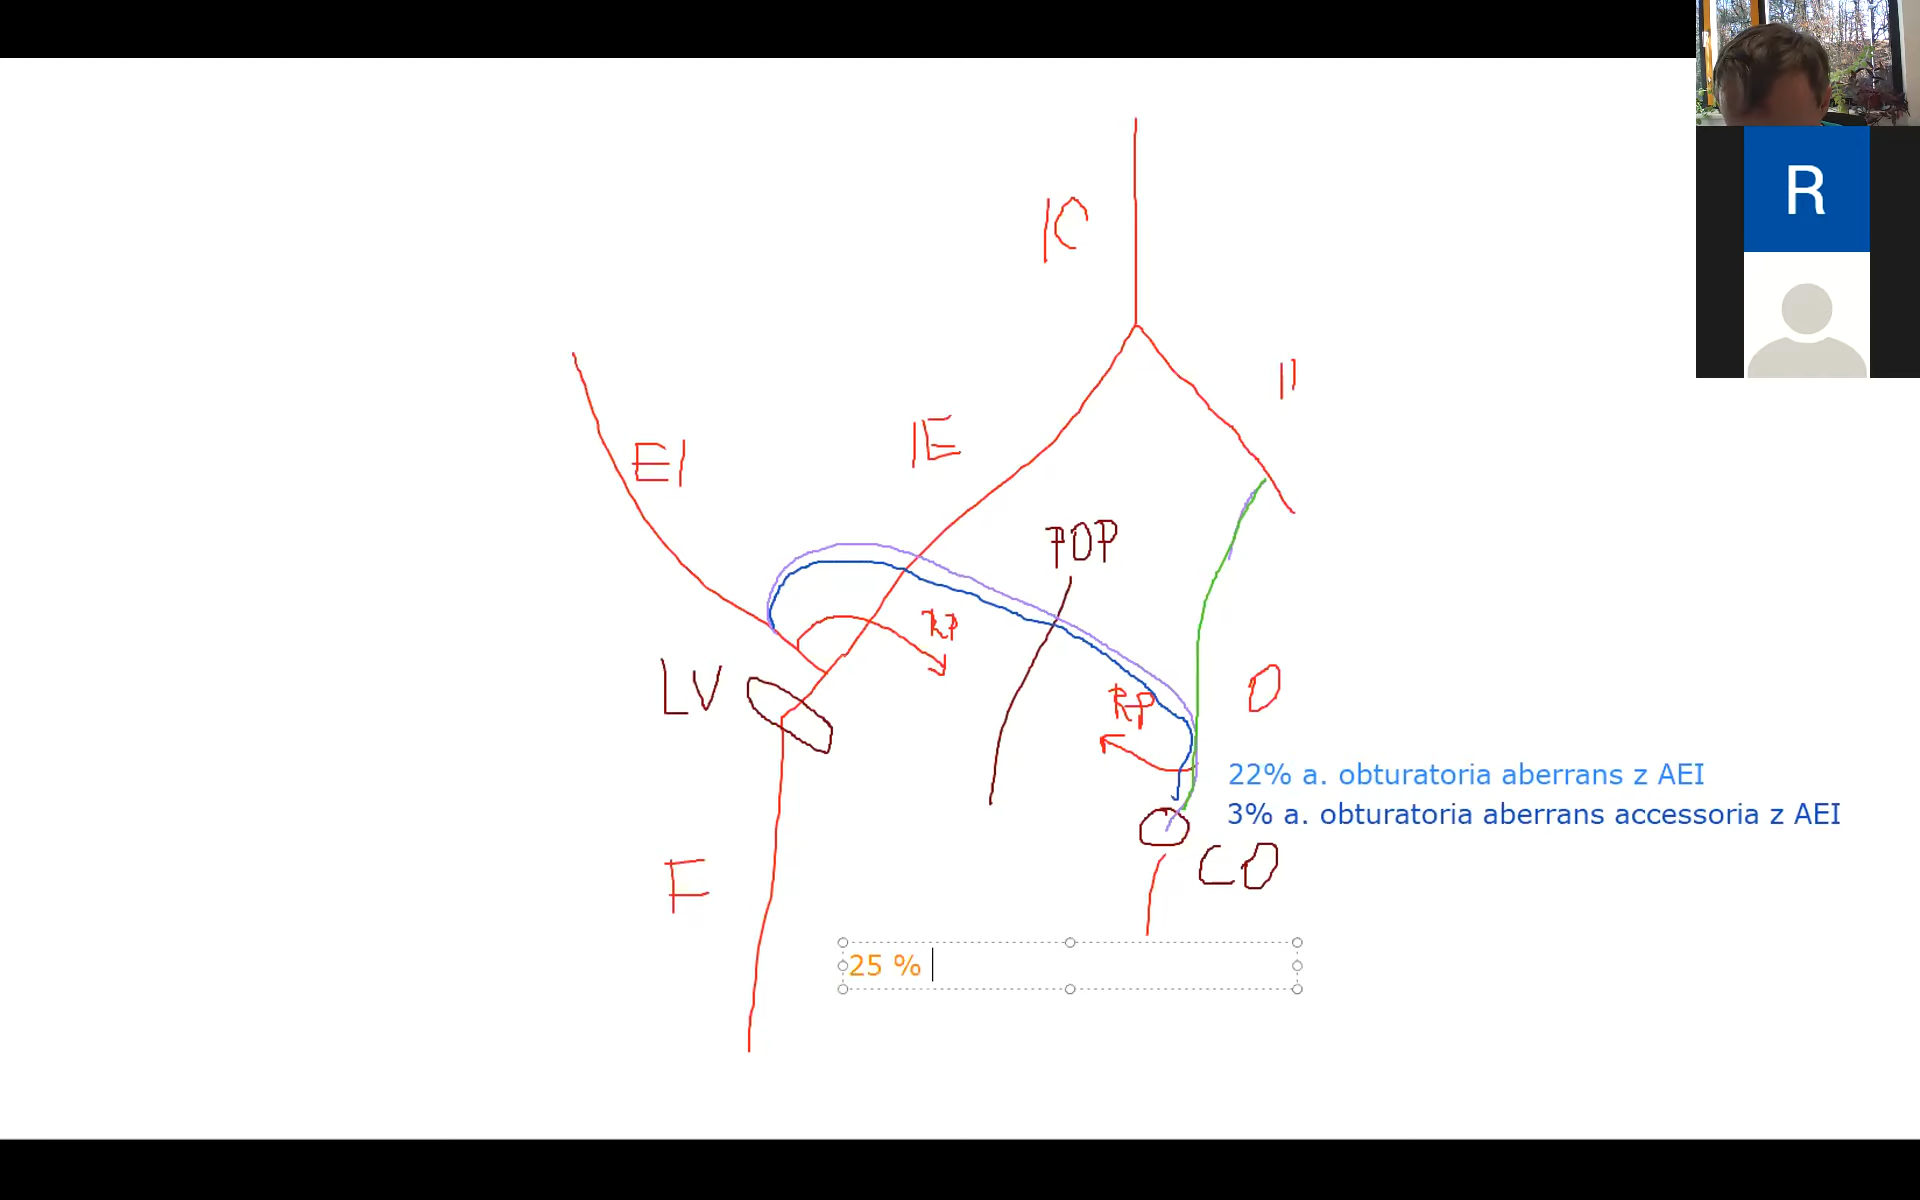 R
IC
II
EI
IE
POP
RP
LV
RP
O
22% a. obturatoria aberrans z AEI
3% a. obturatoria aberrans accessoria z AEI
CO
F
25 %